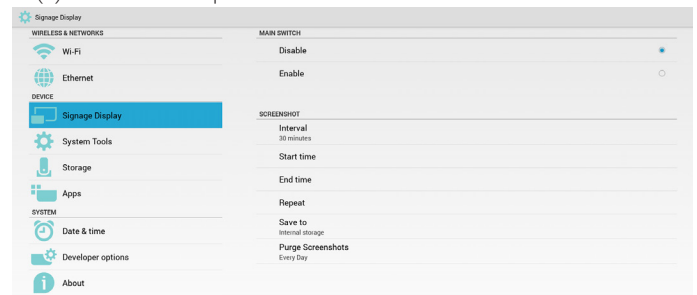 Signage Display
WIRELESS & NETWORKS
Wi-Fi
Ethernet
DEVICE
Signage Display
System Tools
Storage
Apps
SYSTEM
Date & time
Developer options
About
MAIN SWITCH
Disable
Enable
SCREENSHOT
Interval
30 minutes
Start time
End time
Repeat
Save to
Internal storage
Purge Screenshots
Every Day